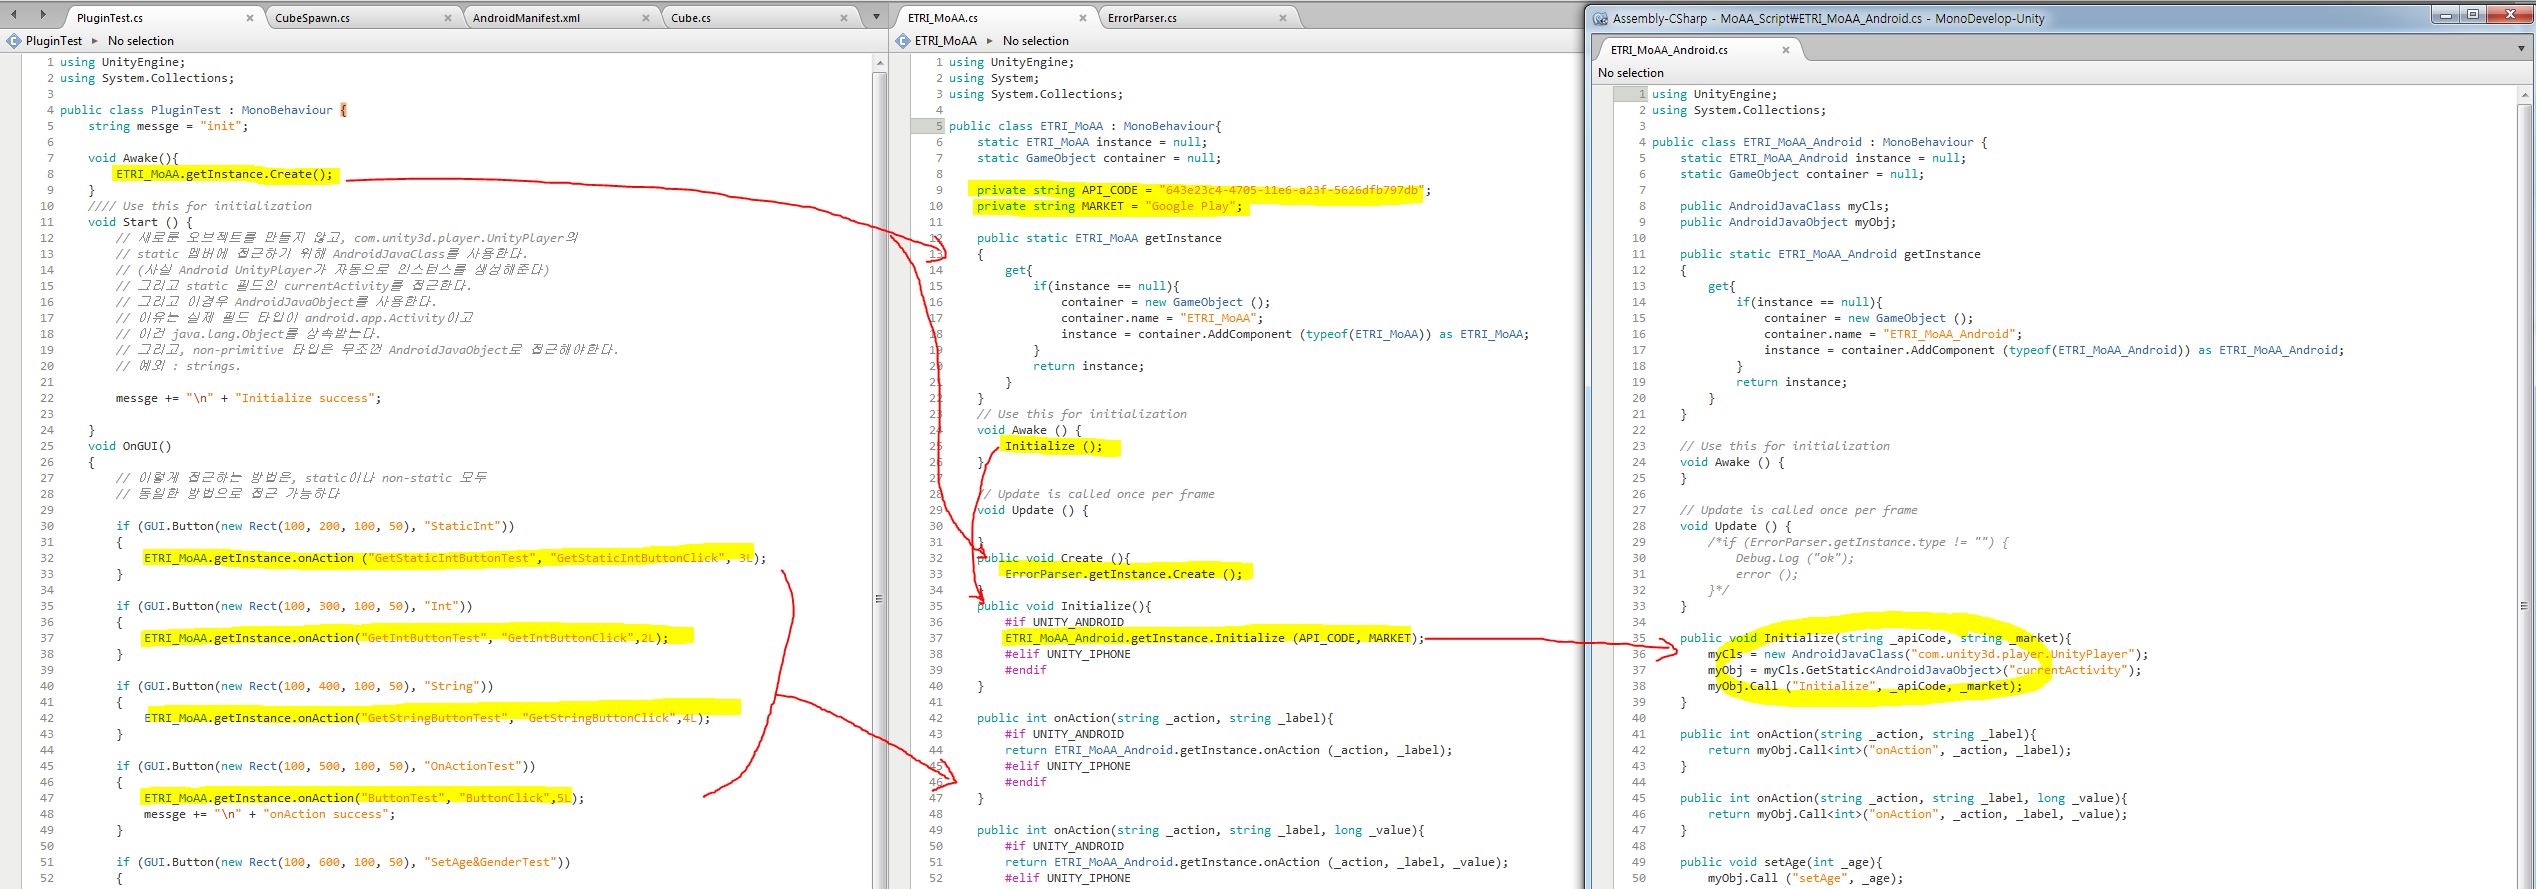 PluginTest.cs
CubeSpawn.cs
AndroidManifest.xml
Cube.cs
PluginTest ▸ No selection
1 using UnityEngine;
2 using System.Collections;
3
4 public class PluginTest : MonoBehaviour {
5 string messge = "init";
6
7 void Awake(){
8 ETRI_MoAA.getInstance.Create();
9 }
10 //// Use this for initialization
11 void Start () {
12 // 새로운 오브젝트를 만들지 않고, com.unity3d.player.UnityPlayer의
13 // static 멤버에 접근하기 위해 AndroidJavaClass를 사용한다.
14 // (사실 Android UnityPlayer가 자동으로 인스턴스를 생성해준다)
15 // 그리고 static 필드인 currentActivity를 접근한다.
16 // 그리고 이경우 AndroidJavaObject를 사용한다.
17 // 이유는 실제 필드 타입이 android.app.Activity이고
18 // 이건 java.lang.Object를 상속받는다.
19 // 그리고, non-primitive 타입은 무조껀 AndroidJavaObject로 접근해야한다.
20 // 예외 : strings.
21
22 messge += "\n" + "Initialize success";
23
24 }
25 void OnGUI()
26 {
27 // 이렇게 접근하는 방법은, static이나 non-static 모두
28 // 동일한 방법으로 접근 가능하다
29
30 if (GUI.Button(new Rect(100, 200, 100, 50), "StaticInt"))
31 {
32 ETRI_MoAA.getInstance.onAction ("GetStaticIntButtonTest", "GetStaticIntButtonClick", 3L);
33 }
34
35 if (GUI.Button(new Rect(100, 300, 100, 50), "Int"))
36 {
37 ETRI_MoAA.getInstance.onAction("GetIntButtonTest", "GetIntButtonClick",2L);
38 }
39
40 if (GUI.Button(new Rect(100, 400, 100, 50), "String"))
41 {
42 ETRI_MoAA.getInstance.onAction("GetStringButtonTest", "GetStringButtonClick",4L);
43 }
44
45 if (GUI.Button(new Rect(100, 500, 100, 50), "OnActionTest"))
46 {
47 ETRI_MoAA.getInstance.onAction("ButtonTest", "ButtonClick",5L);
48 messge += "\n" + "onAction success";
49 }
50
51 if (GUI.Button(new Rect(100, 600, 100, 50), "SetAge&GenderTest"))
52 {
ETRI_MoAA.cs
ErrorParser.cs
ETRI_MoAA ▸ No selection
1 using UnityEngine;
2 using System;
3 using System.Collections;
4
5 public class ETRI_MoAA : MonoBehaviour{
6 static ETRI_MoAA instance = null;
7 static GameObject container = null;
8
9 private string API_CODE = "643e23c4-4705-11e6-a23f-5626dfb797db";
10 private string MARKET = "Google Play";
11
12 public static ETRI_MoAA getInstance
13 {
14 get{
15 if(instance == null){
16 container = new GameObject ();
17 container.name = "ETRI_MoAA";
18 instance = container.AddComponent (typeof(ETRI_MoAA)) as ETRI_MoAA;
19 }
20 return instance;
21 }
22 }
23 // Use this for initialization
24 void Awake () {
25 Initialize ();
26 }
27
28 // Update is called once per frame
29 void Update () {
30
31 }
32 public void Create (){
33 ErrorParser.getInstance.Create ();
34 }
35 public void Initialize(){
36 #if UNITY_ANDROID
37 ETRI_MoAA_Android.getInstance.Initialize (API_CODE, MARKET);
38 #elif UNITY_IPHONE
39 #endif
40 }
41
42 public int onAction(string _action, string _label){
43 #if UNITY_ANDROID
44 return ETRI_MoAA_Android.getInstance.onAction (_action, _label);
45 #elif UNITY_IPHONE
46 #endif
47 }
48
49 public int onAction(string _action, string _label, long _value){
50 #if UNITY_ANDROID
51 return ETRI_MoAA_Android.getInstance.onAction (_action, _label, _value);
52 #elif UNITY_IPHONE
Assembly-CSharp - MoAA_Script₩ETRI_MoAA_Android.cs - MonoDevelop-Unity
ETRI_MoAA_Android.cs
No selection
1 using UnityEngine;
2 using System.Collections;
3
4 public class ETRI_MoAA_Android : MonoBehaviour {
5 static ETRI_MoAA_Android instance = null;
6 static GameObject container = null;
7
8 public AndroidJavaClass myCls;
9 public AndroidJavaObject myObj;
10
11 public static ETRI_MoAA_Android getInstance
12 {
13 get{
14 if(instance == null){
15 container = new GameObject ();
16 container.name = "ETRI_MoAA_Android";
17 instance = container.AddComponent (typeof(ETRI_MoAA_Android)) as ETRI_MoAA_Android;
18 }
19 return instance;
20 }
21 }
22
23 // Use this for initialization
24 void Awake () {
25 }
26
27 // Update is called once per frame
28 void Update () {
29 /*if (ErrorParser.getInstance.type != "") {
30 Debug.Log ("ok");
31 error ();
32 }*/
33 }
34
35 public void Initialize(string _apiCode, string _market){
36 myCls = new AndroidJavaClass("com.unity3d.player.UnityPlayer");
37 myObj = myCls.GetStatic<AndroidJavaObject>("currentActivity");
38 myObj.Call ("Initialize", _apiCode, _market);
39 }
40
41 public int onAction(string _action, string _label){
42 return myObj.Call<int>("onAction", _action, _label);
43 }
44
45 public int onAction(string _action, string _label, long _value){
46 return myObj.Call<int>("onAction", _action, _label, _value);
47 }
48
49 public void setAge(int _age){
50 myObj.Call ("setAge", _age);